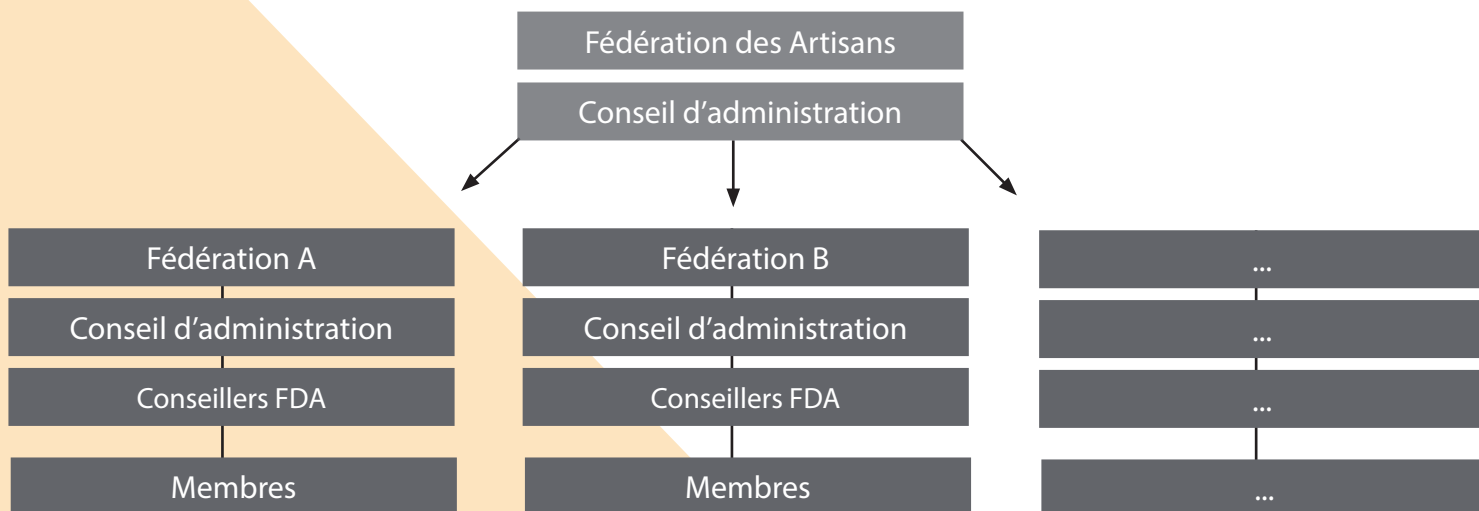 Fédération des Artisans
Conseil d’administration
Fédération A
Conseil d’administration
Conseillers FDA
Membres
Fédération B
Conseil d’administration
Conseillers FDA
Membres
...
...
...
...